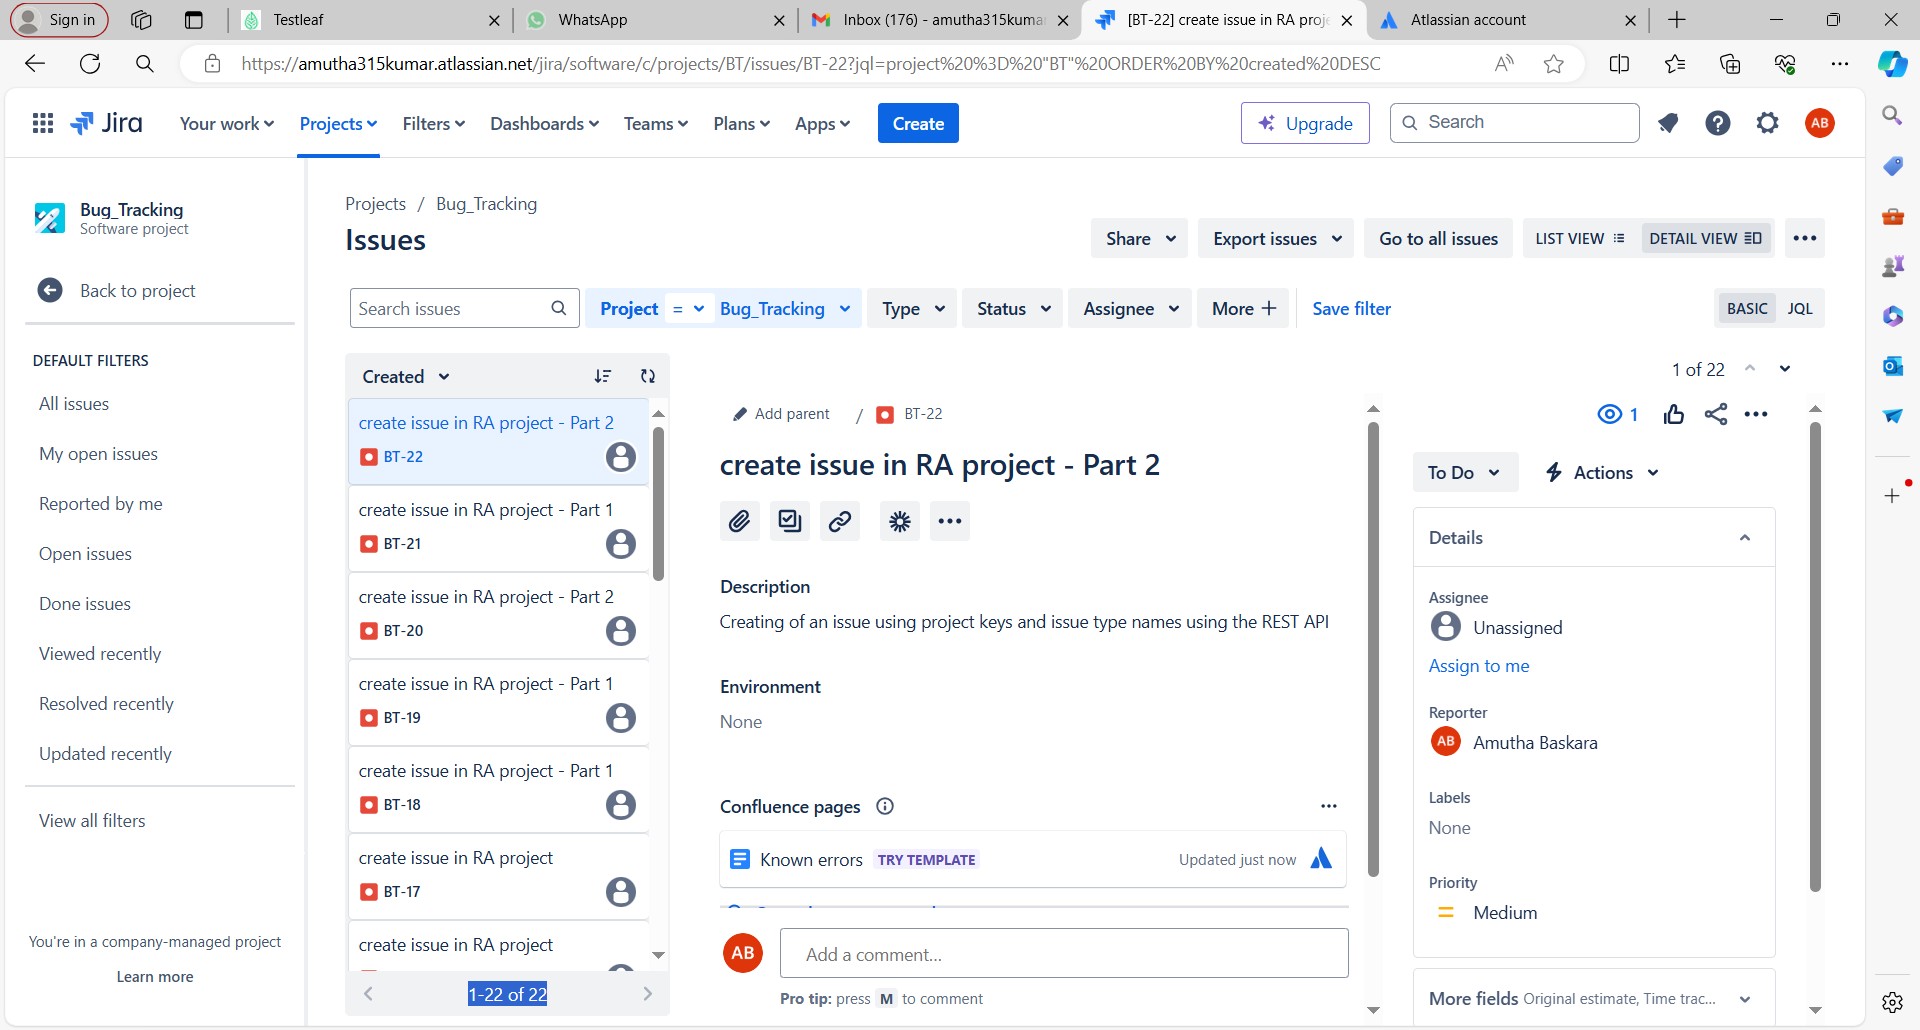 Sign in
Testleaf
WhatsApp
Inbox (176) - amutha315kumar
[BT-22] create issue in RA proje
Atlassian account
https://amutha315kumar.atlassian.net/jira/software/c/projects/BT/issues/BT-22?jql=project%20%3D%20"BT"%20ORDER%20BY%20created%20DESC
Jira
Your work
Projects
Filters
Dashboards
Teams
Plans
Apps
Create
Upgrade
Search
AB
Bug_Tracking
Software project
Back to project
DEFAULT FILTERS
All issues
My open issues
Reported by me
Open issues
Done issues
Viewed recently
Resolved recently
Updated recently
View all filters
You're in a company-managed project
Learn more
Projects / Bug_Tracking
Issues
Share
Export issues
Go to all issues
LIST VIEW
DETAIL VIEW
Search issues
Project = Bug_Tracking
Type
Status
Assignee
More
Save filter
BASIC
JQL
Created
create issue in RA project - Part 2
BT-22
create issue in RA project - Part 1
BT-21
create issue in RA project - Part 2
BT-20
create issue in RA project - Part 1
BT-19
create issue in RA project - Part 1
BT-18
create issue in RA project
BT-17
create issue in RA project
1-22 of 22
1 of 22
Add parent / BT-22
create issue in RA project - Part 2
Description
Creating of an issue using project keys and issue type names using the REST API
Environment
None
Confluence pages
Known errors TRY TEMPLATE
Updated just now
AB
Add a comment...
Pro tip: press M to comment
1
To Do
Actions
Details
Assignee
Unassigned
Assign to me
Reporter
AB Amutha Baskara
Labels
None
Priority
Medium
More fields Original estimate, Time trac...